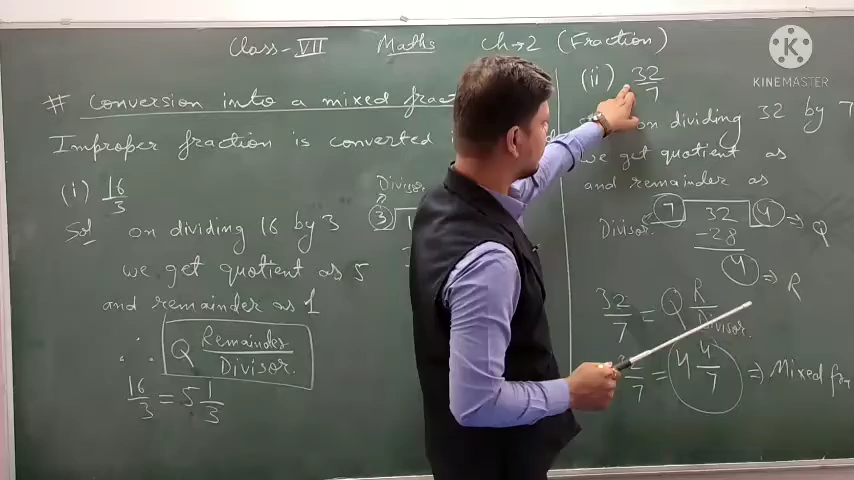 Class-VII Maths Ch→2 (Fraction)
# Conversion into a mixed
Improper fraction is converted
(i) 16/3
Sol on dividing 16 by 3
we get quotient as 5
and remainder as 1
∴ Q Remainder/Divisor.
16/3 = 5 1/3
Divisor
3
(ii) 32/7
on dividing 32 by 7
we get quotient as
and remainder as
Divisor 7 32 4 ⇒ Q
-28
4 ⇒ R
32/7 = Q R/Divisor.
= 4 4/7 ⇒ Mixed
K
KINEMASTER